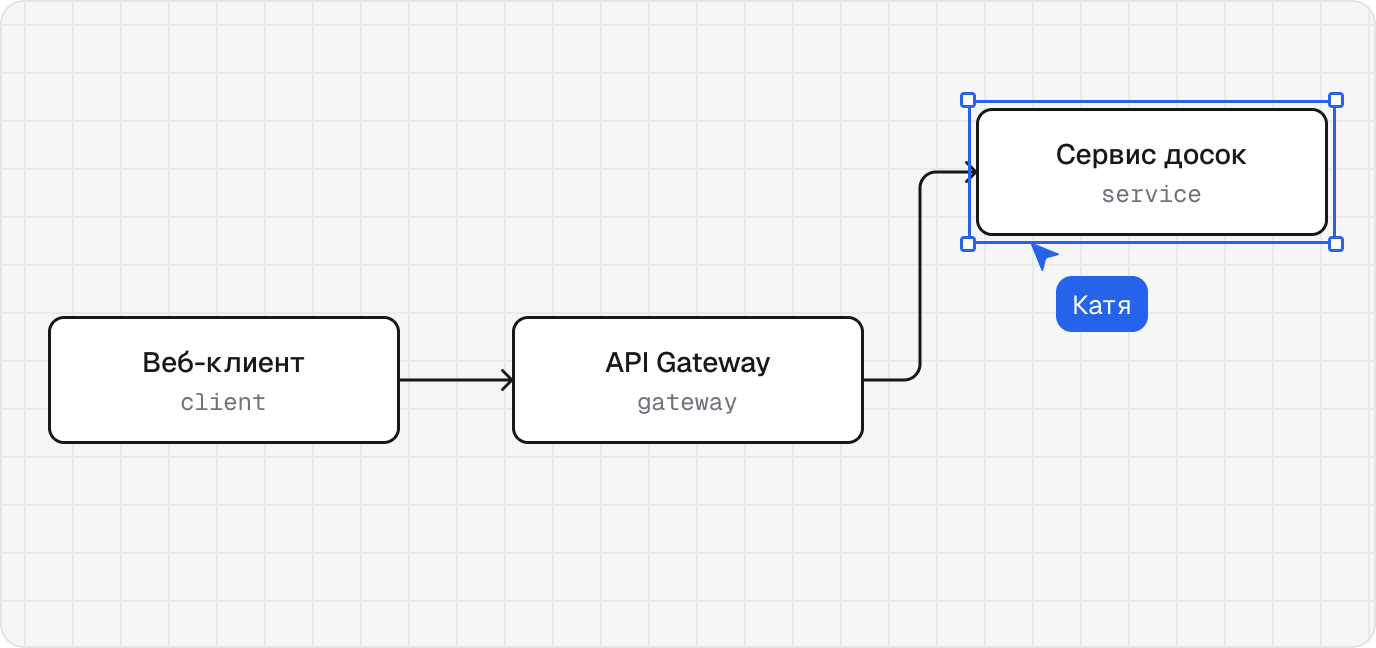 Сервис досок
service
Катя
Веб-клиент
client
API Gateway
gateway